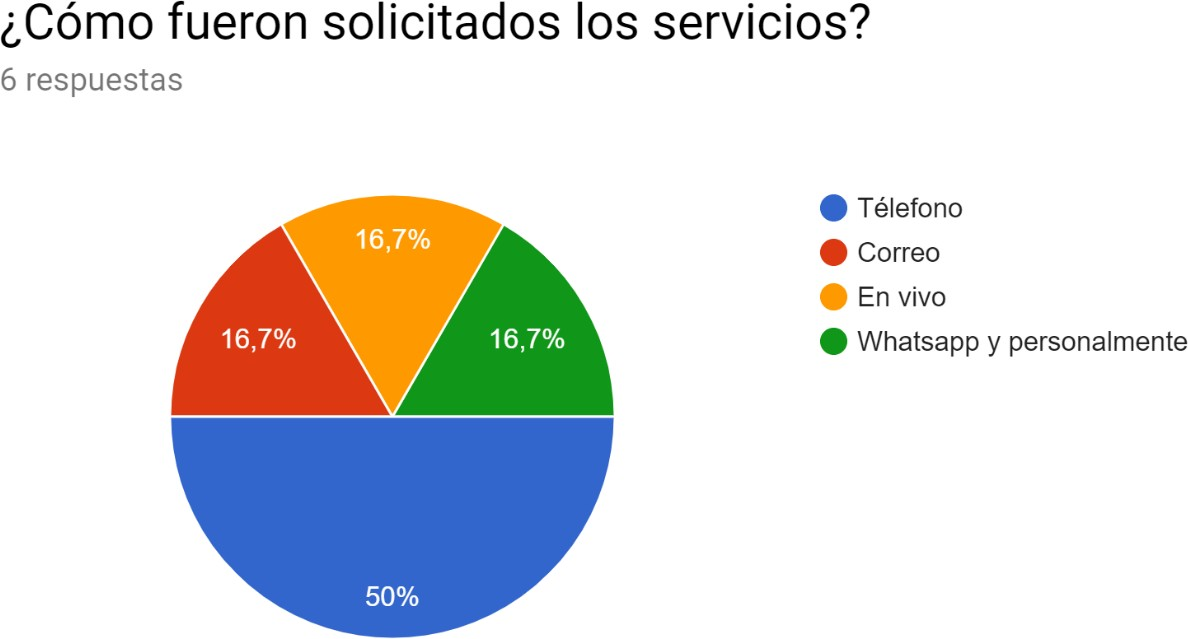 ¿Cómo fueron solicitados los servicios?
6 respuestas
16,7%
16,7%
16,7%
50%
Télefono
Correo
En vivo
Whatsapp y personalmente